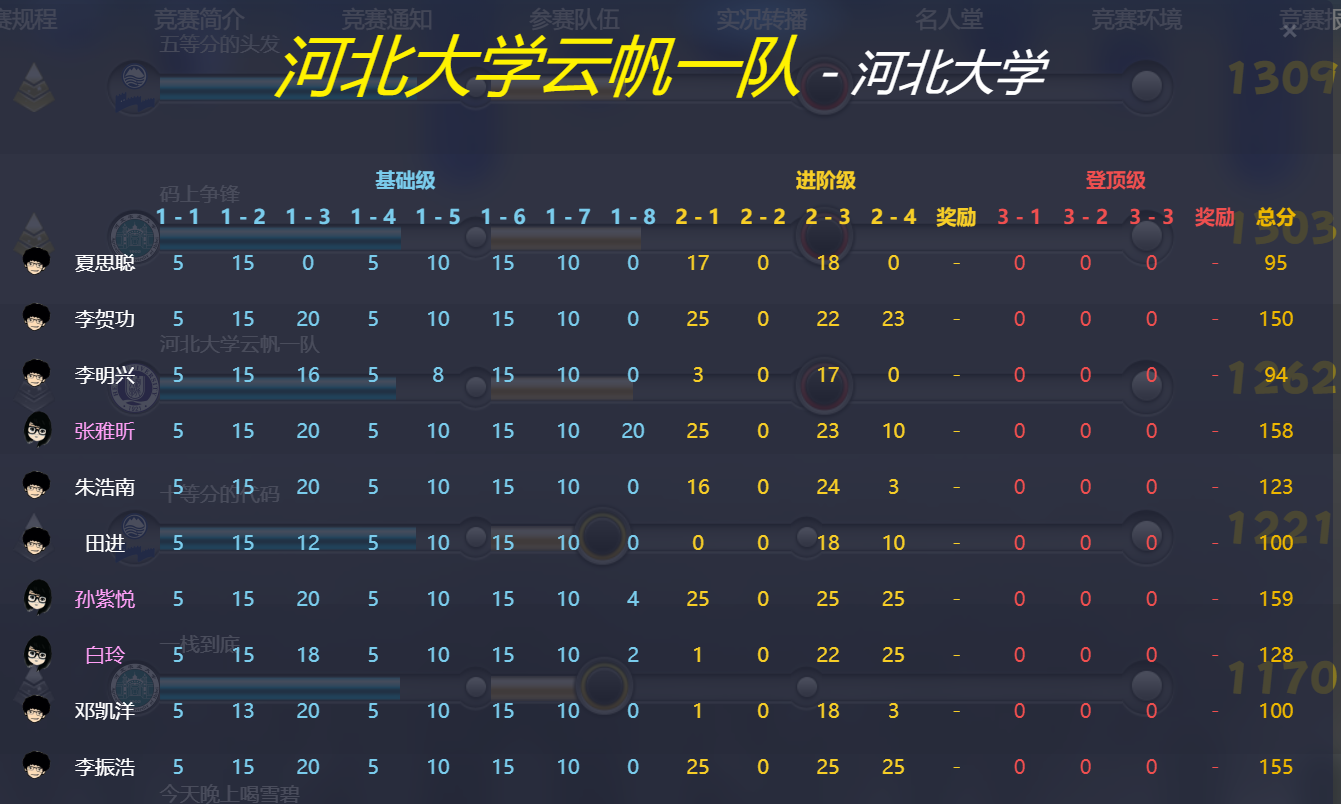 赛规程 竞赛简介 竞赛通知 参赛队伍 实况转播 名人堂 竞赛环境 竞赛报
五等分的头发
河北大学云帆一队 - 河北大学
×
1309
基础级 进阶级 登顶级
码上争锋
1 - 1 1 - 2 1 - 3 1 - 4 1 - 5 1 - 6 1 - 7 1 - 8 2 - 1 2 - 2 2 - 3 2 - 4 奖励 3 - 1 3 - 2 3 - 3 奖励 总分
1303
夏思聪 5 15 0 5 10 15 10 0 17 0 18 0 - 0 0 0 - 95
李贺功 5 15 20 5 10 15 10 0 25 0 22 23 - 0 0 0 - 150
河北大学云帆一队
李明兴 5 15 16 5 8 15 10 0 3 0 17 0 - 0 0 0 - 94
1262
张雅昕 5 15 20 5 10 15 10 20 25 0 23 10 - 0 0 0 - 158
朱浩南 5 15 20 5 10 15 10 0 16 0 24 3 - 0 0 0 - 123
十等分的代码
1221
田进 5 15 12 5 10 15 10 0 0 0 18 10 - 0 0 0 - 100
孙紫悦 5 15 20 5 10 15 10 4 25 0 25 25 - 0 0 0 - 159
一栈到底
白玲 5 15 18 5 10 15 10 2 1 0 22 25 - 0 0 0 - 128
1170
邓凯洋 5 13 20 5 10 15 10 0 1 0 18 3 - 0 0 0 - 100
李振浩 5 15 20 5 10 15 10 0 25 0 25 25 - 0 0 0 - 155
今天晚上喝雪碧